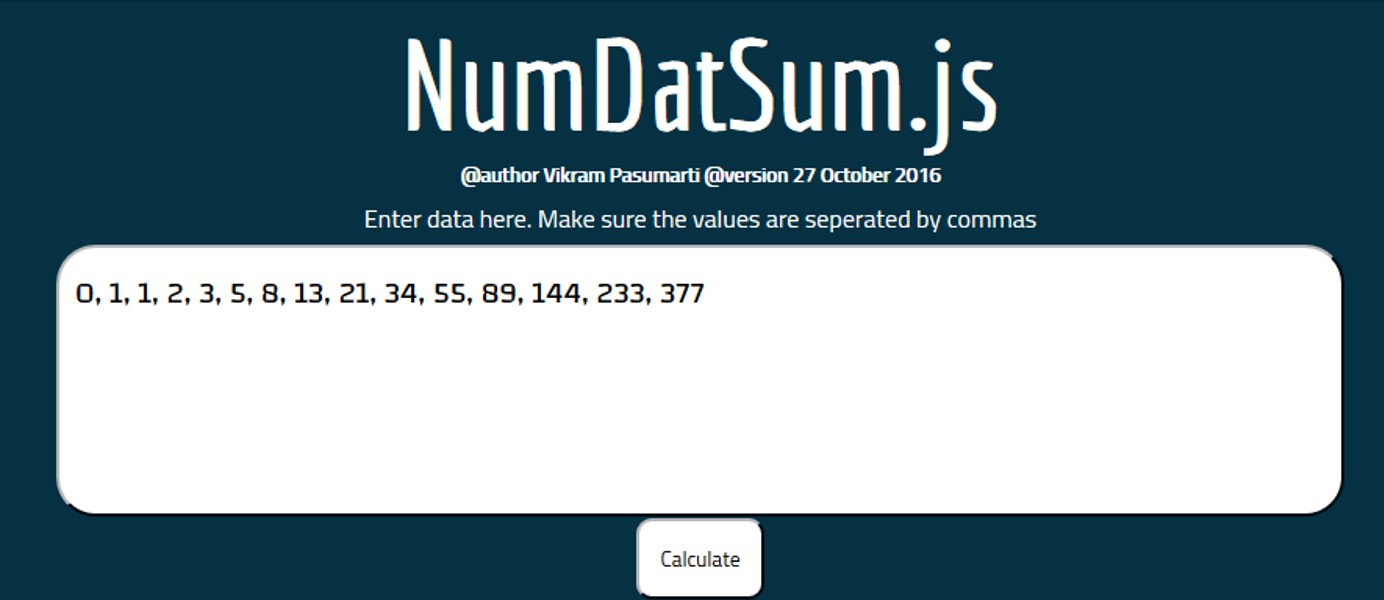 NumDatSum.js
@author Vikram Pasumarti @version 27 October 2016
Enter data here. Make sure the values are seperated by commas
0, 1, 1, 2, 3, 5, 8, 13, 21, 34, 55, 89, 144, 233, 377
Calculate